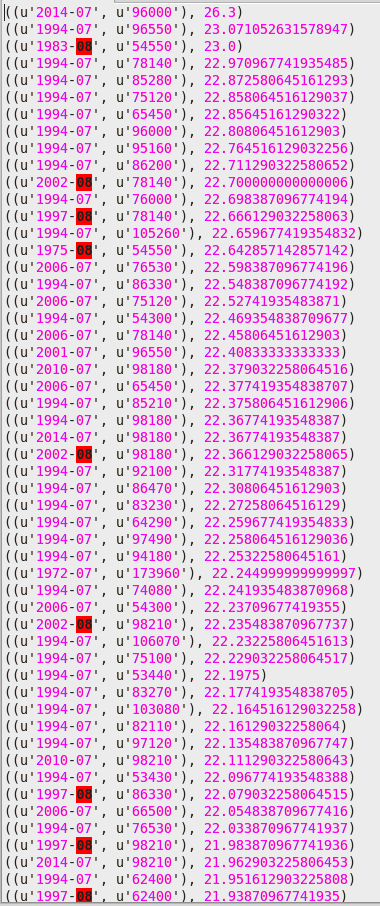 ((u'2014-07', u'96000'), 26.3)
((u'1994-07', u'96550'), 23.071052631578947)
((u'1983-08', u'54550'), 23.0)
((u'1994-07', u'78140'), 22.970967741935485)
((u'1994-07', u'85280'), 22.872580645161293)
((u'1994-07', u'75120'), 22.858064516129037)
((u'1994-07', u'65450'), 22.85645161290322)
((u'1994-07', u'96000'), 22.80806451612903)
((u'1994-07', u'95160'), 22.764516129032256)
((u'1994-07', u'86200'), 22.711290322580652)
((u'2002-08', u'78140'), 22.700000000000006)
((u'1994-07', u'76000'), 22.698387096774194)
((u'1997-08', u'78140'), 22.666129032258063)
((u'1994-07', u'105260'), 22.659677419354832)
((u'1975-08', u'54550'), 22.642857142857142)
((u'2006-07', u'76530'), 22.598387096774196)
((u'1994-07', u'86330'), 22.548387096774192)
((u'2006-07', u'75120'), 22.52741935483871)
((u'1994-07', u'54300'), 22.469354838709677)
((u'2006-07', u'78140'), 22.45806451612903)
((u'2001-07', u'96550'), 22.40833333333333)
((u'2010-07', u'98180'), 22.379032258064516)
((u'2006-07', u'65450'), 22.377419354838707)
((u'1994-07', u'85210'), 22.375806451612906)
((u'1994-07', u'98180'), 22.36774193548387)
((u'2014-07', u'98180'), 22.36774193548387)
((u'2002-08', u'98180'), 22.366129032258065)
((u'1994-07', u'92100'), 22.31774193548387)
((u'1994-07', u'86470'), 22.30806451612903)
((u'1994-07', u'83230'), 22.27258064516129)
((u'1994-07', u'64290'), 22.259677419354833)
((u'1994-07', u'97490'), 22.258064516129036)
((u'1994-07', u'94180'), 22.25322580645161)
((u'1972-07', u'173960'), 22.244999999999997)
((u'1994-07', u'74080'), 22.241935483870968)
((u'2006-07', u'54300'), 22.23709677419355)
((u'2002-08', u'98210'), 22.235483870967737)
((u'1994-07', u'106070'), 22.23225806451613)
((u'1994-07', u'75100'), 22.229032258064517)
((u'1994-07', u'53440'), 22.1975)
((u'1994-07', u'83270'), 22.177419354838705)
((u'1994-07', u'103080'), 22.164516129032258)
((u'1994-07', u'82110'), 22.16129032258064)
((u'1994-07', u'97120'), 22.135483870967747)
((u'2010-07', u'98210'), 22.111290322580643)
((u'1994-07', u'53430'), 22.096774193548388)
((u'1997-08', u'86330'), 22.079032258064515)
((u'2006-07', u'66500'), 22.054838709677416)
((u'1994-07', u'76530'), 22.033870967741937)
((u'1997-08', u'98210'), 21.983870967741936)
((u'2014-07', u'98210'), 21.962903225806453)
((u'1994-07', u'62400'), 21.951612903225808)
((u'1997-08', u'62400'), 21.93870967741935)